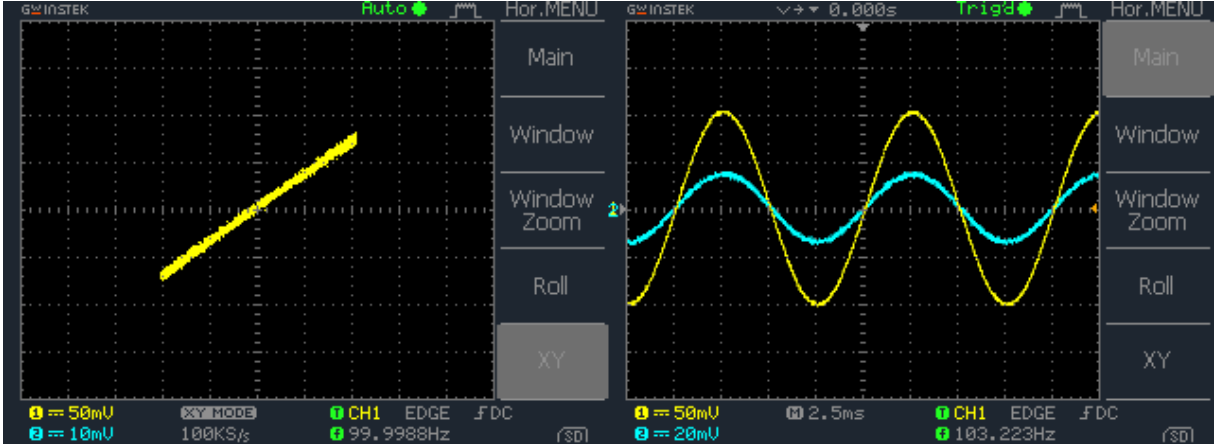 GWINSTEK Auto Hor.MENU
Main
Window
Window
Zoom
Roll
XY
1 50mV XY MODE T CH1 EDGE DC
2 10mV 100KS/s f 99.9988Hz SD
GWINSTEK 0.000s Trig'd Hor.MENU
Main
Window
2 Window
Zoom
Roll
XY
1 50mV M 2.5ms T CH1 EDGE DC
2 20mV f 103.223Hz SD